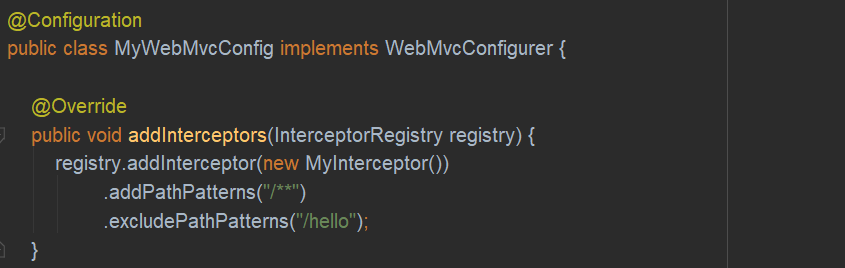 @Configuration
public class MyWebMvcConfig implements WebMvcConfigurer {
@Override
public void addInterceptors(InterceptorRegistry registry) {
registry.addInterceptor(new MyInterceptor())
.addPathPatterns("/**")
.excludePathPatterns("/hello");
}